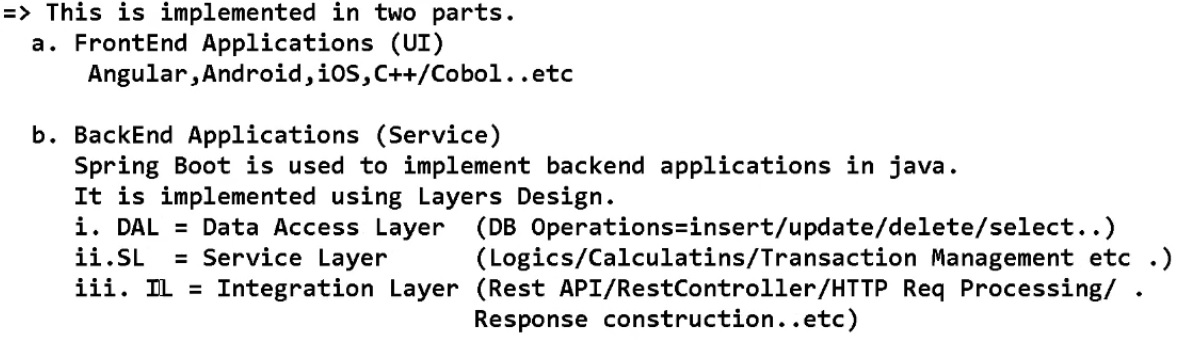 => This is implemented in two parts.
a. FrontEnd Applications (UI)
Angular,Android,iOS,C++/Cobol..etc
b. BackEnd Applications (Service)
Spring Boot is used to implement backend applications in java.
It is implemented using Layers Design.
i. DAL = Data Access Layer (DB Operations=insert/update/delete/select..)
ii.SL = Service Layer (Logics/Calculatins/Transaction Management etc .)
iii. IL = Integration Layer (Rest API/RestController/HTTP Req Processing/ .
Response construction..etc)